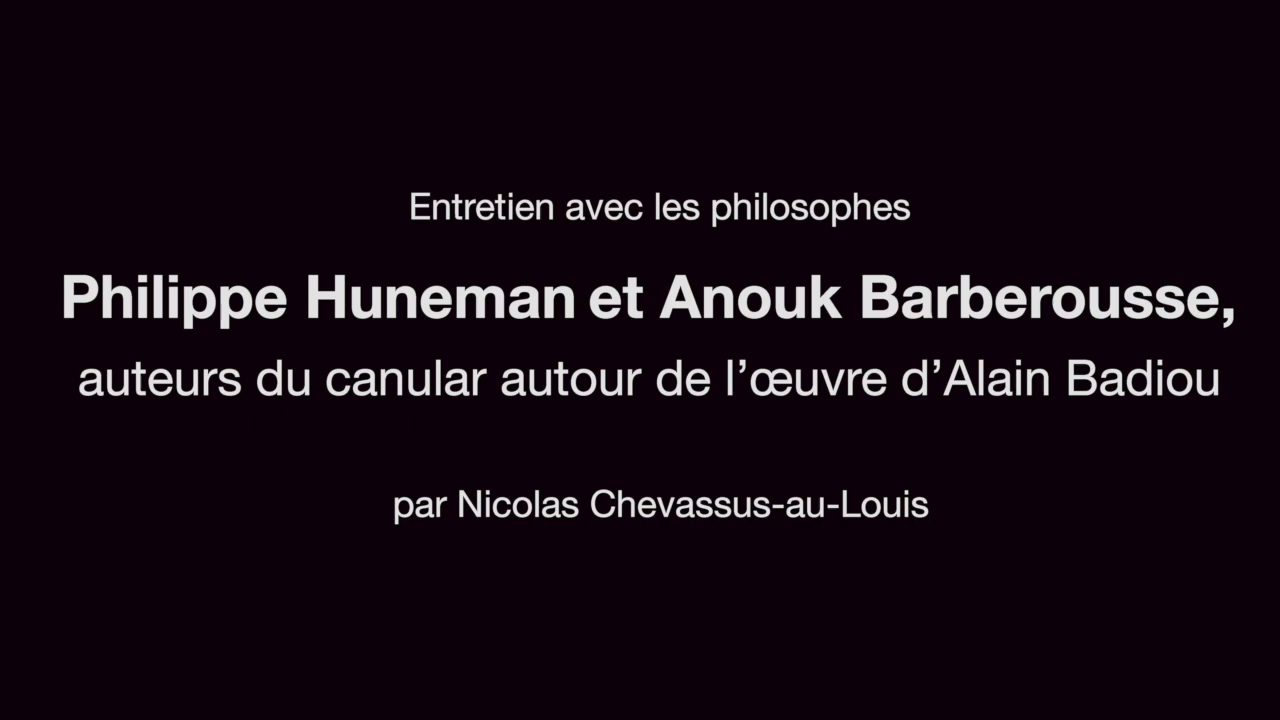 Entretien avec les philosophes
Philippe Huneman et Anouk Barberousse,
auteurs du canular autour de l’œuvre d’Alain Badiou
par Nicolas Chevassus-au-Louis